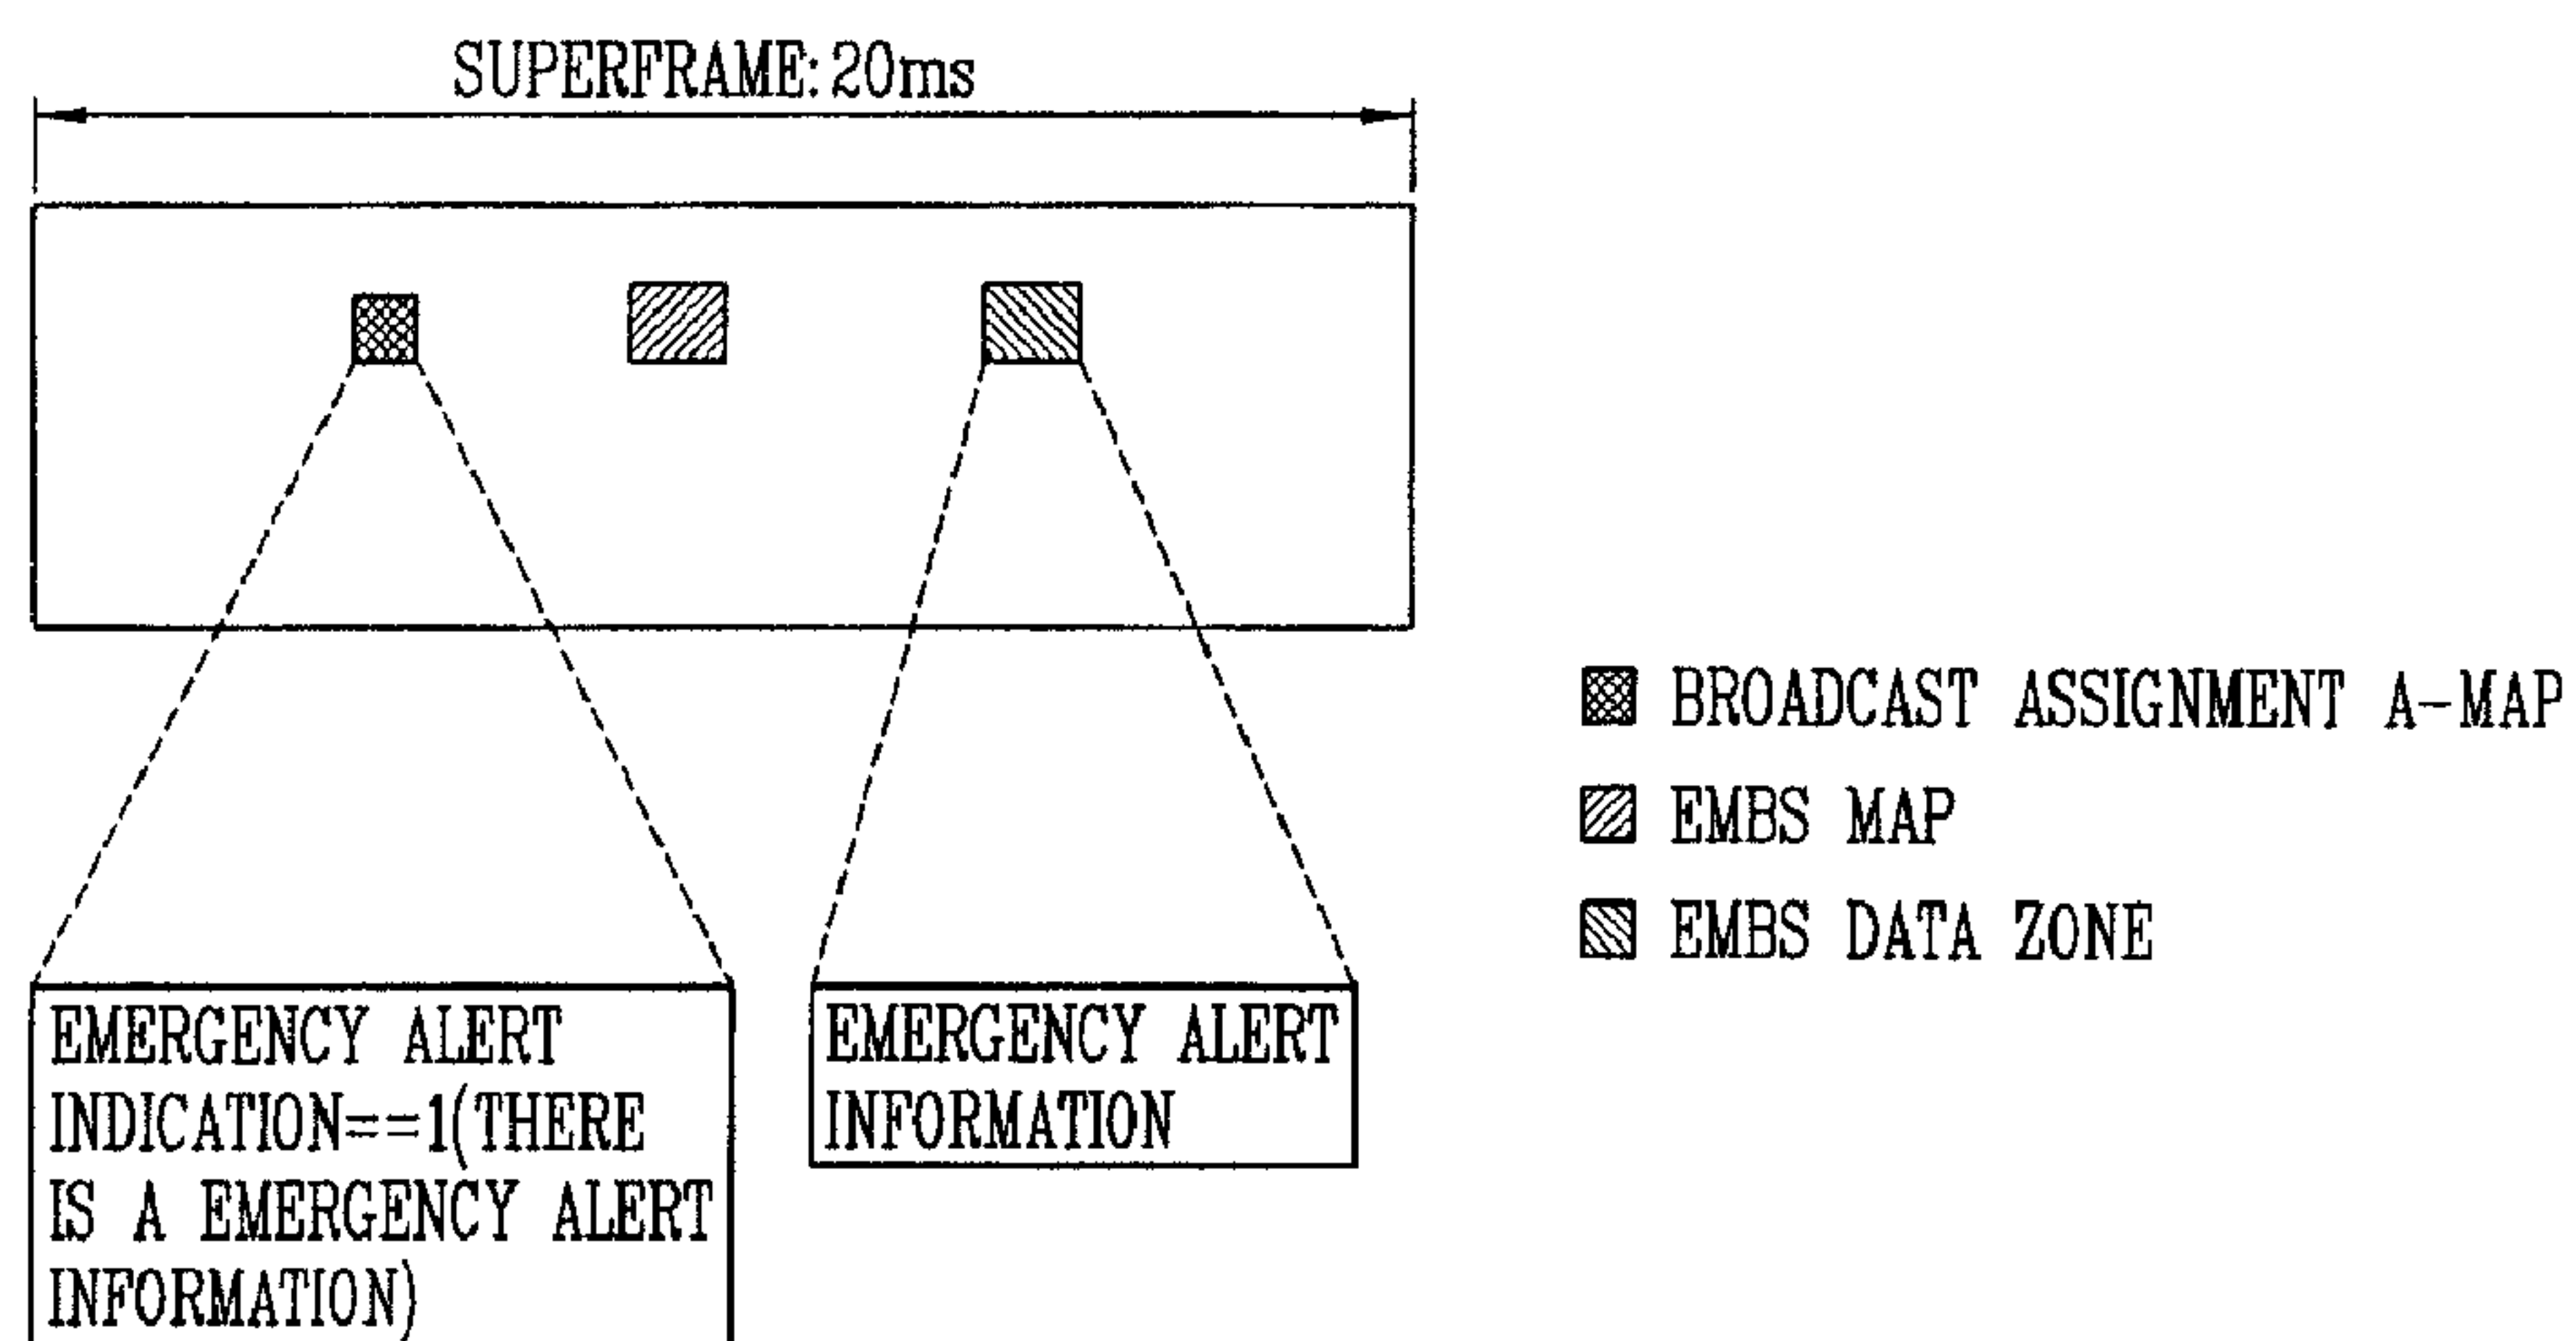 SUPERFRAME:20ms
BROADCAST ASSIGNMENT A-MAP
EMBS MAP
EMBS DATA ZONE
EMERGENCY ALERT
INDICATION==1(THERE
IS A EMERGENCY ALERT
INFORMATION)
EMERGENCY ALERT
INFORMATION